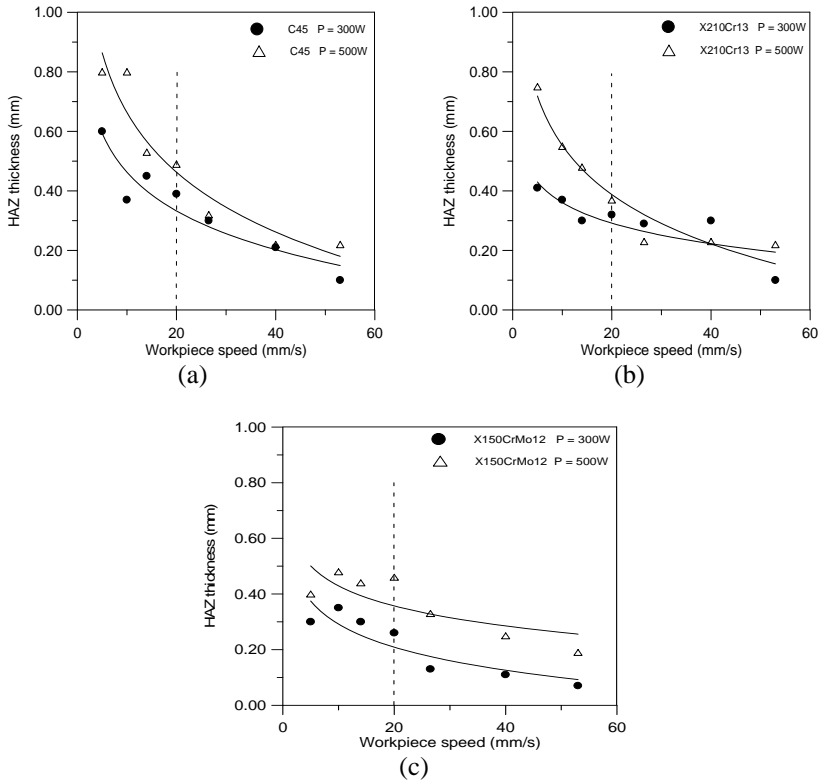 1.00
C45 P = 300W
C45 P = 500W
0.80
0.60
0.40
0.20
0.00
HAZ thickness (mm)
0 20 40 60
Workpiece speed (mm/s)
(a)
1.00
X210Cr13 P = 300W
X210Cr13 P = 500W
0.80
0.60
0.40
0.20
0.00
HAZ thickness (mm)
0 20 40 60
Workpiece speed (mm/s)
(b)
1.00
X150CrMo12 P = 300W
X150CrMo12 P = 500W
0.80
0.60
0.40
0.20
0.00
HAZ thickness (mm)
0 20 40 60
Workpiece speed (mm/s)
(c)